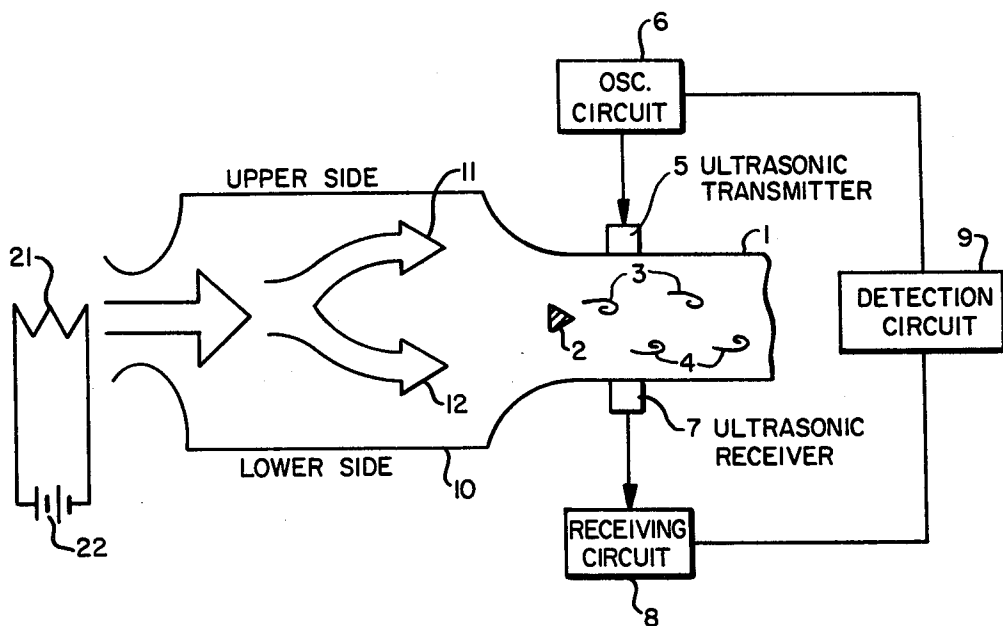 6
OSC.
CIRCUIT
5 ULTRASONIC
TRANSMITTER
UPPER SIDE
11
1
9
21
3
DETECTION
CIRCUIT
2
4
12
7 ULTRASONIC
RECEIVER
LOWER SIDE
10
22
RECEIVING
CIRCUIT
8